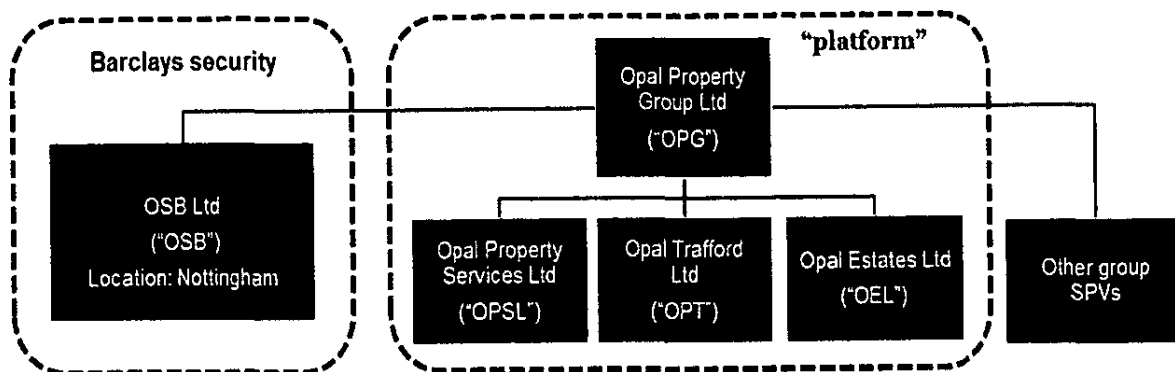 Barclays security
"platform"
Opal Property
Group Ltd
("OPG")
OSB Ltd
("OSB")
Location: Nottingham
Opal Property
Services Ltd
("OPSL")
Opal Trafford
Ltd
("OPT")
Opal Estates Ltd
("OEL")
Other group
SPVs